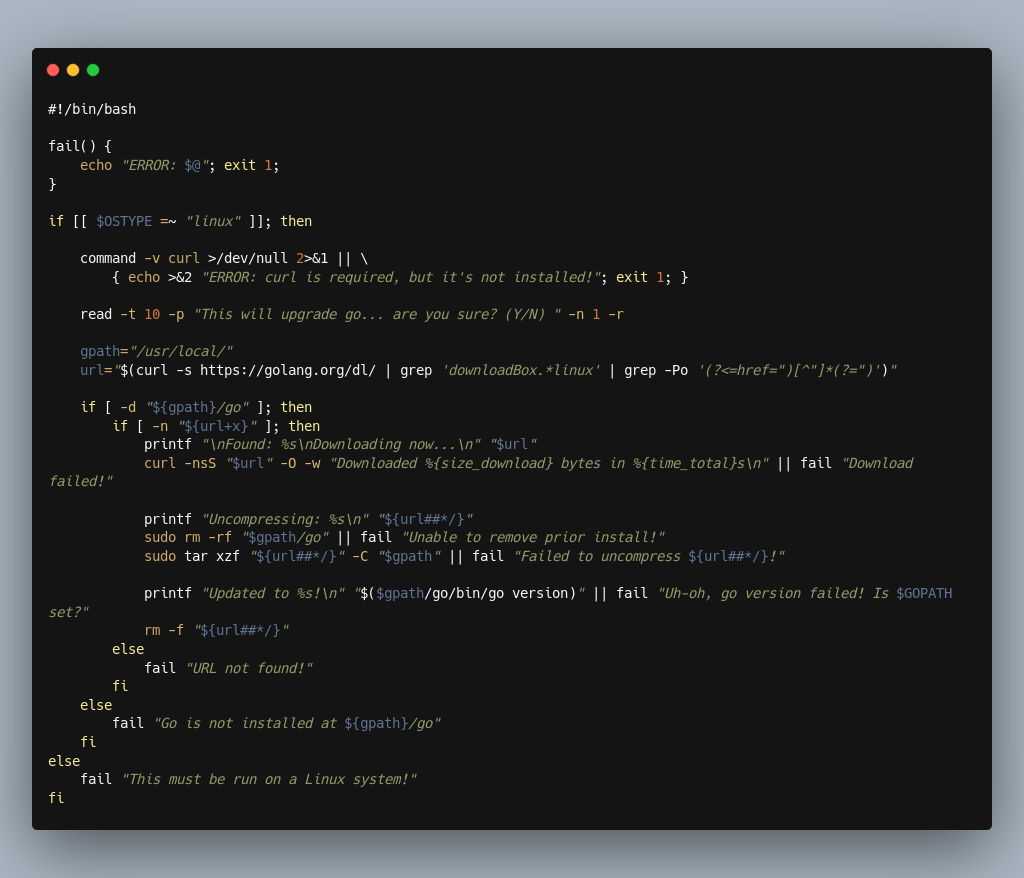 #!/bin/bash

fail() {
    echo "ERROR: $@"; exit 1;
}

if [[ $OSTYPE =~ "linux" ]]; then

    command -v curl >/dev/null 2>&1 || \
        { echo >&2 "ERROR: curl is required, but it's not installed!"; exit 1; }

    read -t 10 -p "This will upgrade go... are you sure? (Y/N) " -n 1 -r

    gpath="/usr/local/"
    url="$(curl -s https://golang.org/dl/ | grep 'downloadBox.*linux' | grep -Po '(?<=href=")[^"]*(?=")')"

    if [ -d "${gpath}/go" ]; then
        if [ -n "${url+x}" ]; then
            printf "\nFound: %s\nDownloading now...\n" "$url"
            curl -nsS "$url" -O -w "Downloaded %{size_download} bytes in %{time_total}s\n" || fail "Download
failed!"

            printf "Uncompressing: %s\n" "${url##*/}"
            sudo rm -rf "$gpath/go" || fail "Unable to remove prior install!"
            sudo tar xzf "${url##*/}" -C "$gpath" || fail "Failed to uncompress ${url##*/}!"

            printf "Updated to %s!\n" "$($gpath/go/bin/go version)" || fail "Uh-oh, go version failed! Is $GOPATH
set?"
            rm -f "${url##*/}"
        else
            fail "URL not found!"
        fi
    else
        fail "Go is not installed at ${gpath}/go"
    fi
else
    fail "This must be run on a Linux system!"
fi